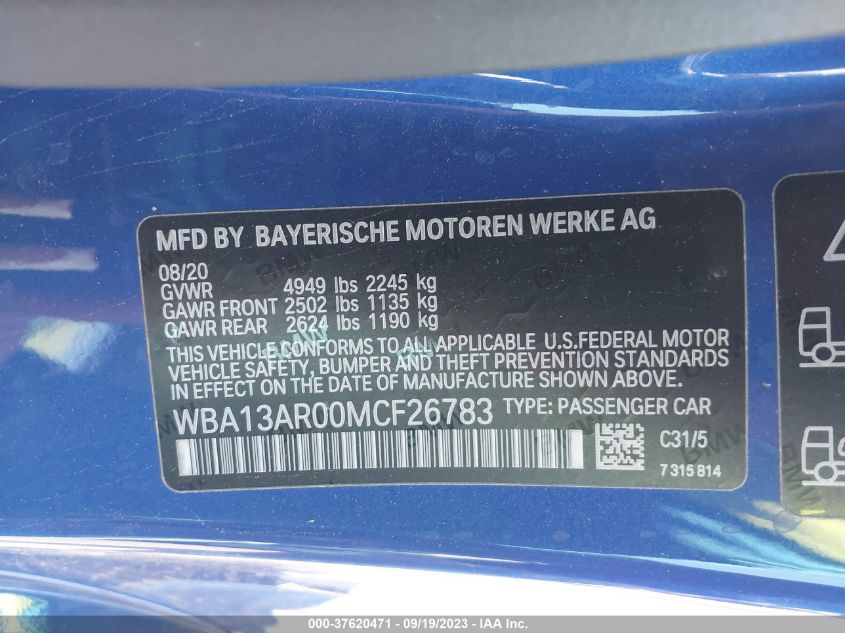 MFD BY BAYERISCHE MOTOREN WERKE AG
08/20
GVWR 4949 lbs 2245 kg
GAWR FRONT 2502 lbs 1135 kg
GAWR REAR 2624 lbs 1190 kg
THIS VEHICLE CONFORMS TO ALL APPLICABLE U.S.FEDERAL MOTOR
VEHICLE SAFETY, BUMPER AND THEFT PREVENTION STANDARDS
IN EFFECT ON THE DATE OF MANUFACTURE SHOWN ABOVE.
WBA13AR00MCF26783 TYPE: PASSENGER CAR
C31/5
7315814
000-37620471 - 09/19/2023 - IAA Inc.